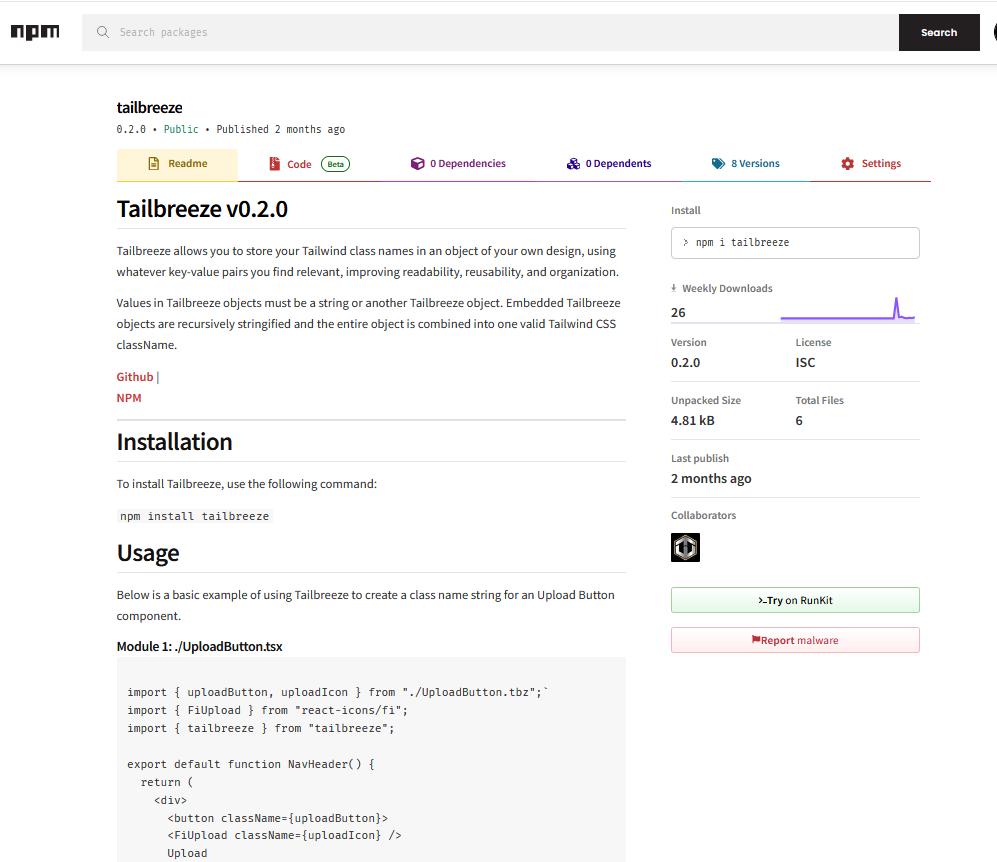 npm
Search packages
Search
tailbreeze
0.2.0 • Public • Published 2 months ago
Readme
Code
Beta
0 Dependencies
0 Dependents
8 Versions
Settings
Tailbreeze v0.2.0
Tailbreeze allows you to store your Tailwind class names in an object of your own design, using
whatever key-value pairs you find relevant, improving readability, reusability, and organization.
Values in Tailbreeze objects must be a string or another Tailbreeze object. Embedded Tailbreeze
objects are recursively stringified and the entire object is combined into one valid Tailwind CSS
className.
Github |
NPM
Installation
To install Tailbreeze, use the following command:
npm install tailbreeze
Usage
Below is a basic example of using Tailbreeze to create a class name string for an Upload Button
component.
Module 1: ./UploadButton.tsx
import { uploadButton, uploadIcon } from "./UploadButton.tbz";`
import { FiUpload } from "react-icons/fi";
import { tailbreeze } from "tailbreeze";
export default function NavHeader() {
return (
<div>
<button className={uploadButton}>
<FiUpload className={uploadIcon} />
Upload
Install
> npm i tailbreeze
Weekly Downloads
26
Version
License
0.2.0
ISC
Unpacked Size
Total Files
4.81 kB
6
Last publish
2 months ago
Collaborators
>_Try on RunKit
Report malware